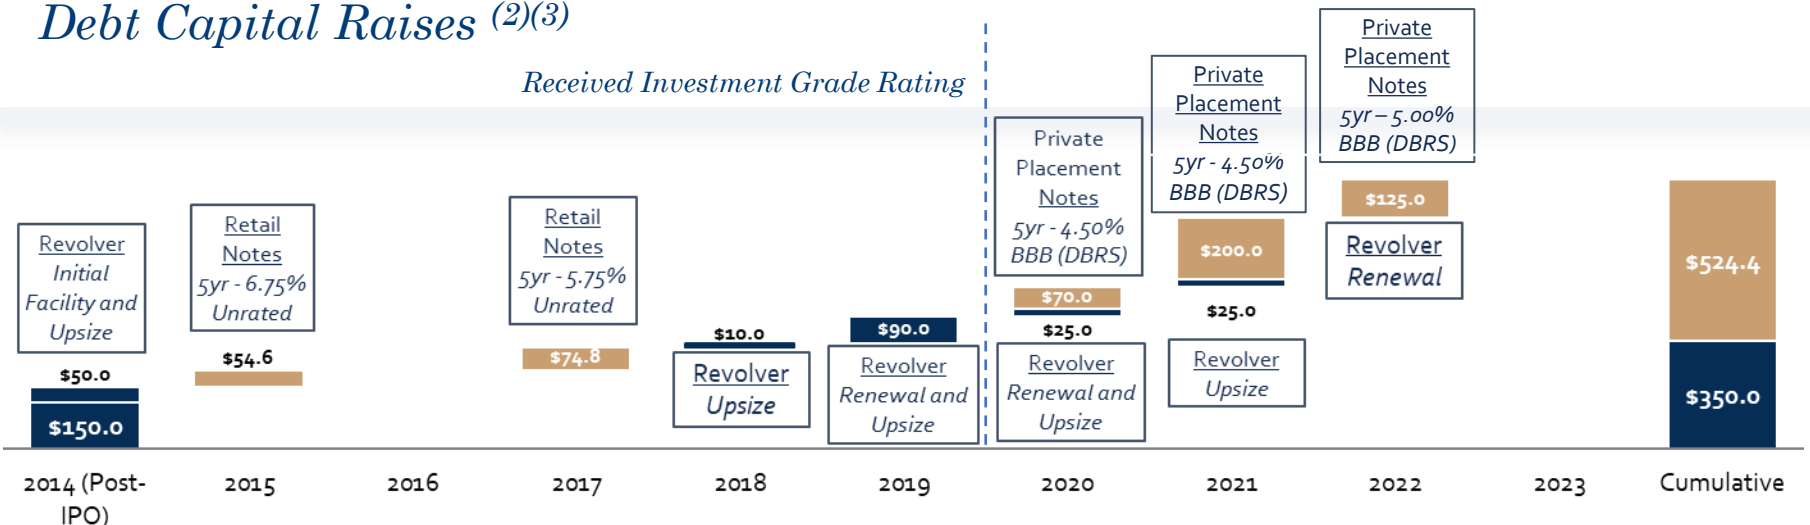 Debt Capital Raises (2)(3)
Received Investment Grade Rating
Revolver
Initial
Facility and
Upsize
$50.0
$150.0
Retail
Notes
5yr - 6.75%
Unrated
$54.6
Retail
Notes
5yr - 5.75%
Unrated
$74.8
$10.0
Revolver
Upsize
$90.0
Revolver
Renewal and
Upsize
Private
Placement
Notes
5yr - 4.50%
BBB (DBRS)
$70.0
$25.0
Revolver
Renewal and
Upsize
Private
Placement
Notes
5yr - 4.50%
BBB (DBRS)
$200.0
$25.0
Revolver
Upsize
Private
Placement
Notes
5yr – 5.00%
BBB (DBRS)
$125.0
Revolver
Renewal
$524.4
$350.0
2014 (Post-
IPO)
2015
2016
2017
2018
2019
2020
2021
2022
2023
Cumulative